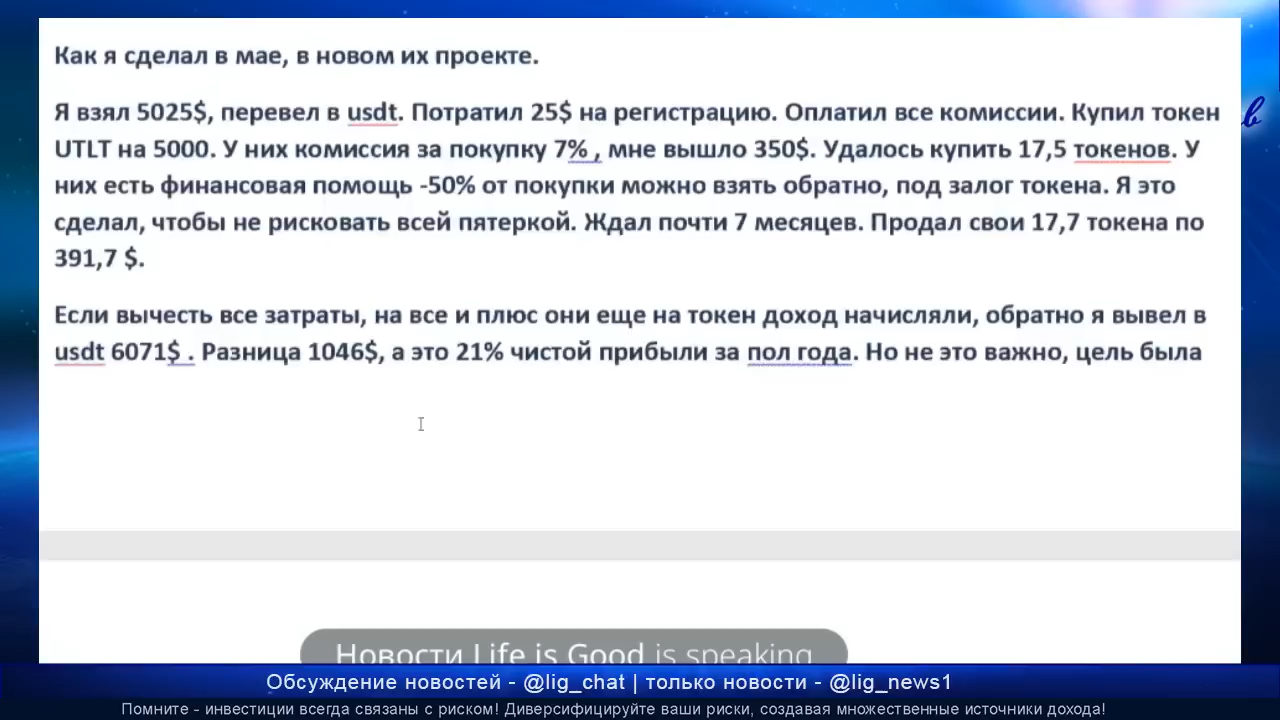 Как я сделал в мае, в новом их проекте.
Я взял 5025$, перевел в usdt. Потратил 25$ на регистрацию. Оплатил все комиссии. Купил токен
UTLT на 5000. У них комиссия за покупку 7% , мне вышло 350$. Удалось купить 17,5 токенов. У
них есть финансовая помощь -50% от покупки можно взять обратно, под залог токена. Я это
сделал, чтобы не рисковать всей пятеркой. Ждал почти 7 месяцев. Продал свои 17,7 токена по
391,7 $.
Если вычесть все затраты, на все и плюс они еще на токен доход начисляли, обратно я вывел в
usdt 6071$ . Разница 1046$, а это 21% чистой прибыли за пол года. Но не это важно, цель была
Новости Life is Good is speaking
Обсуждение новостей - @lig_chat | только новости - @lig_news1
Помните - инвестиции всегда связаны с риском! Диверсифицируйте ваши риски, создавая множественные источники дохода!